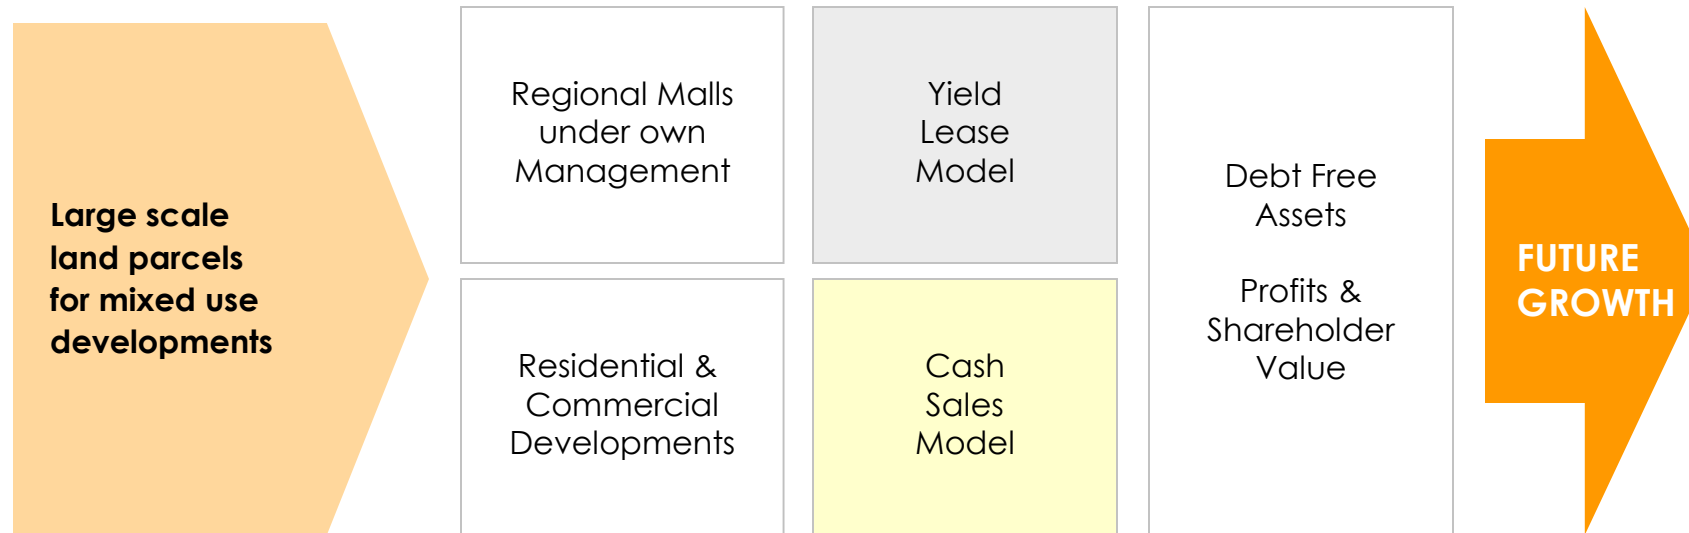 Large scale
land parcels
for mixed use
developments
Regional Malls
under own
Management
Yield
Lease
Model
Residential &
Commercial
Developments
Cash
Sales
Model
Debt Free
Assets
Profits &
Shareholder
Value
FUTURE
GROWTH